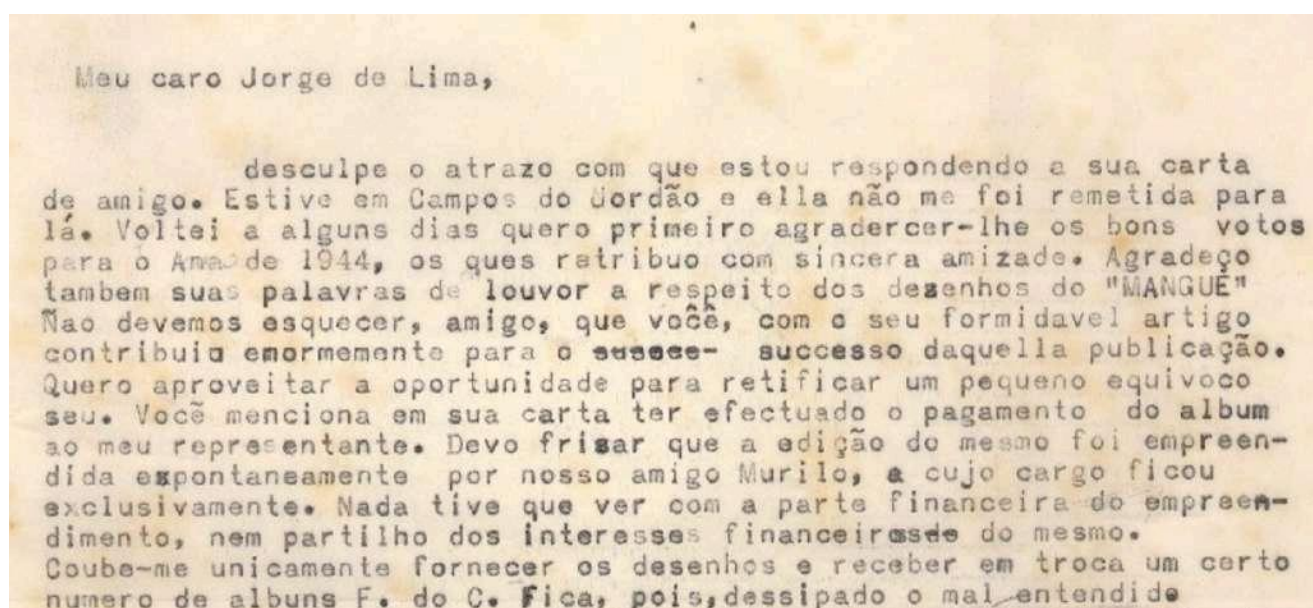 Meu caro Jorge de Lima,
desculpe o atrazo com que estou respondendo a sua carta
de amigo. Estive em Campos do Jordão e ella não me foi remetida para
lá. Voltei a alguns dias quero primeiro agradercer-lhe os bons votos
para o de 1944, os ques retribuo com sincera amizade. Agradeço
tambem suas palavras de louvor a respeito dos desenhos do "MANGUE"
Ñao devemos esquecer, amigo, que você, com o seu formidavel artigo
contribuiu emormemente para o sussce- successo daquella publicação.
Quero aproveitar a oportunidade para retificar um pequeno equivoco
seu. Você menciona em sua carta ter efectuado o pagamento do album
ao meu representante. Devo frisar que a edição do mesmo foi empreen-
dida espontaneamente por nosso amigo Murilo, a cujo cargo ficou
exclusivamente. Nada tive que ver com a parte financeira do empreen-
dimento, nem partilho dos interesses financeiros do mesmo.
Coube-me unicamente fornecer os desenhos e receber em troca um certo
numero de albuns F. do C. Fica, pois, dessipado o mal entendido